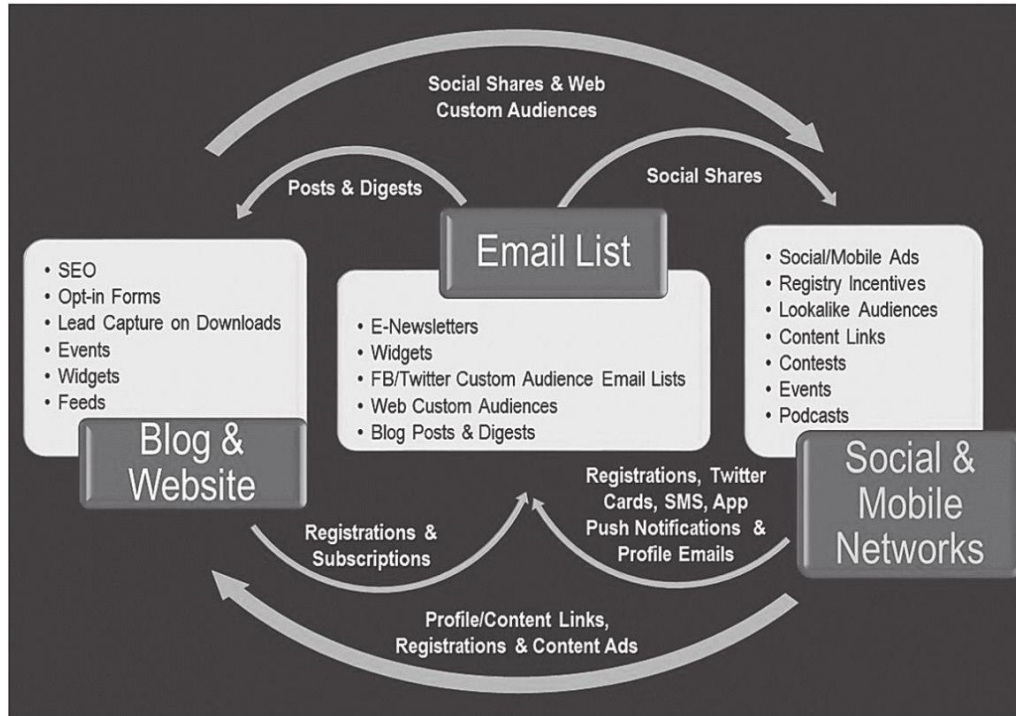 Social Shares & Web
Custom Audiences
Posts & Digests
Social Shares
Email List
• SEO
• Opt-in Forms
• Lead Capture on Downloads
• Events
• Widgets
• Feeds
Blog &
Website
• E-Newsletters
• Widgets
• FB/Twitter Custom Audience Email Lists
• Web Custom Audiences
• Blog Posts & Digests
• Social/Mobile Ads
• Registry Incentives
• Lookalike Audiences
• Content Links
• Contests
• Events
• Podcasts
Social &
Mobile
Networks
Registrations &
Subscriptions
Registrations, Twitter
Cards, SMS, App
Push Notifications &
Profile Emails
Profile/Content Links,
Registrations & Content Ads